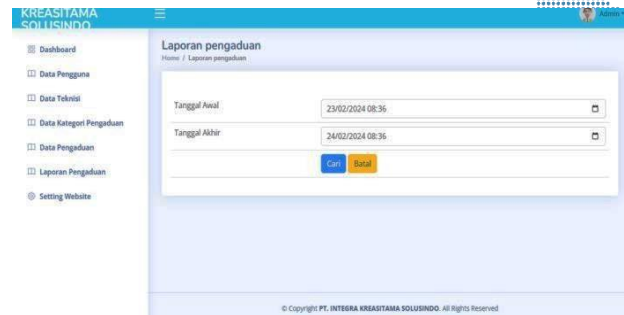 KREASITAMA
SOLUSINDO
Admin
Dashboard
Data Pengguna
Data Teknisi
Data Kategori Pengaduan
Data Pengaduan
Laporan Pengaduan
Setting Website
Laporan pengaduan
Home / Laporan pengaduan
Tanggal Awal
23/02/2024 08:36
Tanggal Akhir
24/02/2024 08:36
Cari Batal
© Copyright PT. INTEGRA KREASITAMA SOLUSINDO. All Rights Reserved